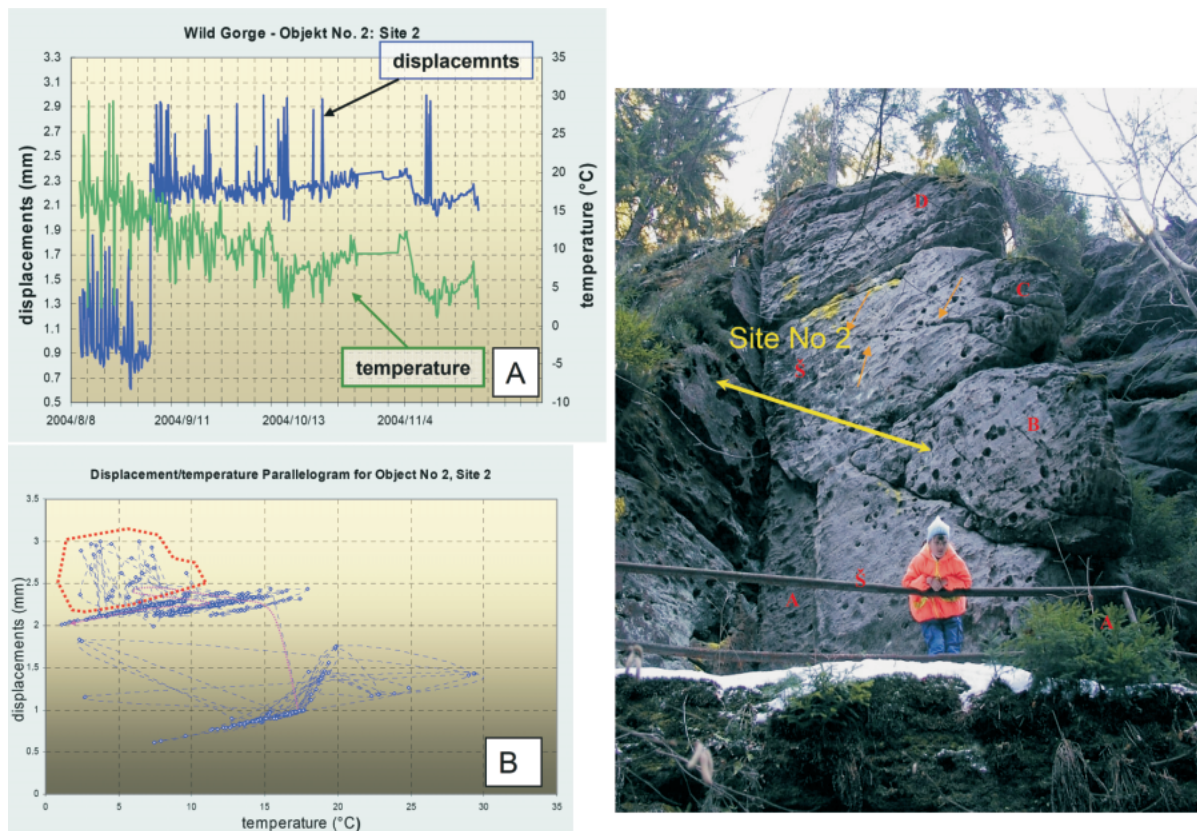 Wild Gorge - Objekt No. 2: Site 2
3.3
3.1
2.9
2.7
2.5
2.3
2.1
1.9
1.7
1.5
1.3
1.1
0.9
0.7
0.5
displacements (mm)
35
30
25
20
15
10
5
0
-5
-10
temperature (°C)
displacemnts
temperature
A
2004/8/8
2004/9/11
2004/10/13
2004/11/4
Displacement/temperature Parallelogram for Object No 2, Site 2
3.5
3
2.5
2
1.5
1
0.5
0
displacements (mm)
0 5 10 15 20 25 30 35
temperature (°C)
B
D
C
Site No 2
Š
B
Š
A
A